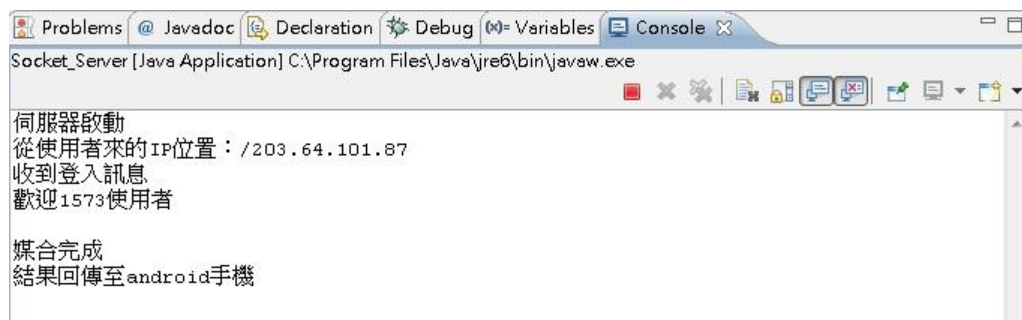 Problems @ Javadoc Declaration Debug (x)= Variables Console
Socket_Server [Java Application] C:\Program Files\Java\jre6\bin\javaw.exe
伺服器啟動
從使用者來的IP位置：/203.64.101.87
收到登入訊息
歡迎1573使用者
媒合完成
結果回傳至android手機